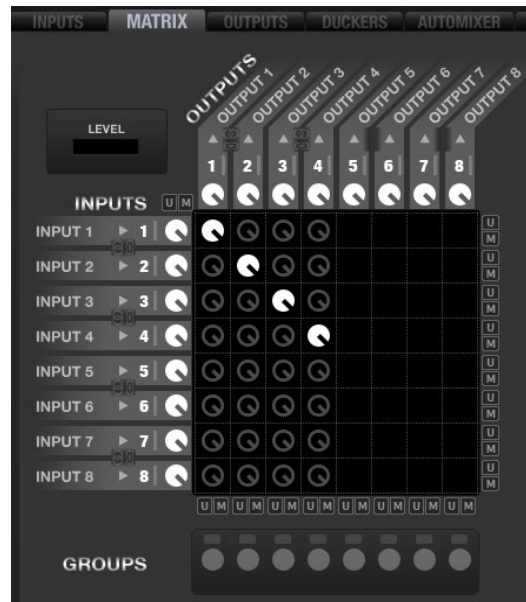 INPUTS MATRIX OUTPUTS DUCKERS AUTOMIXER
OUTPUTS
OUTPUT 1 OUTPUT 2 OUTPUT 3 OUTPUT 4 OUTPUT 5 OUTPUT 6 OUTPUT 7 OUTPUT 8
LEVEL
1 2 3 4 5 6 7 8
INPUTS U M
INPUT 1 1 U M
INPUT 2 2 U M
INPUT 3 3 U M
INPUT 4 4 U M
INPUT 5 5 U M
INPUT 6 6 U M
INPUT 7 7 U M
INPUT 8 8 U M
U M U M U M U M U M U M U M U M
GROUPS